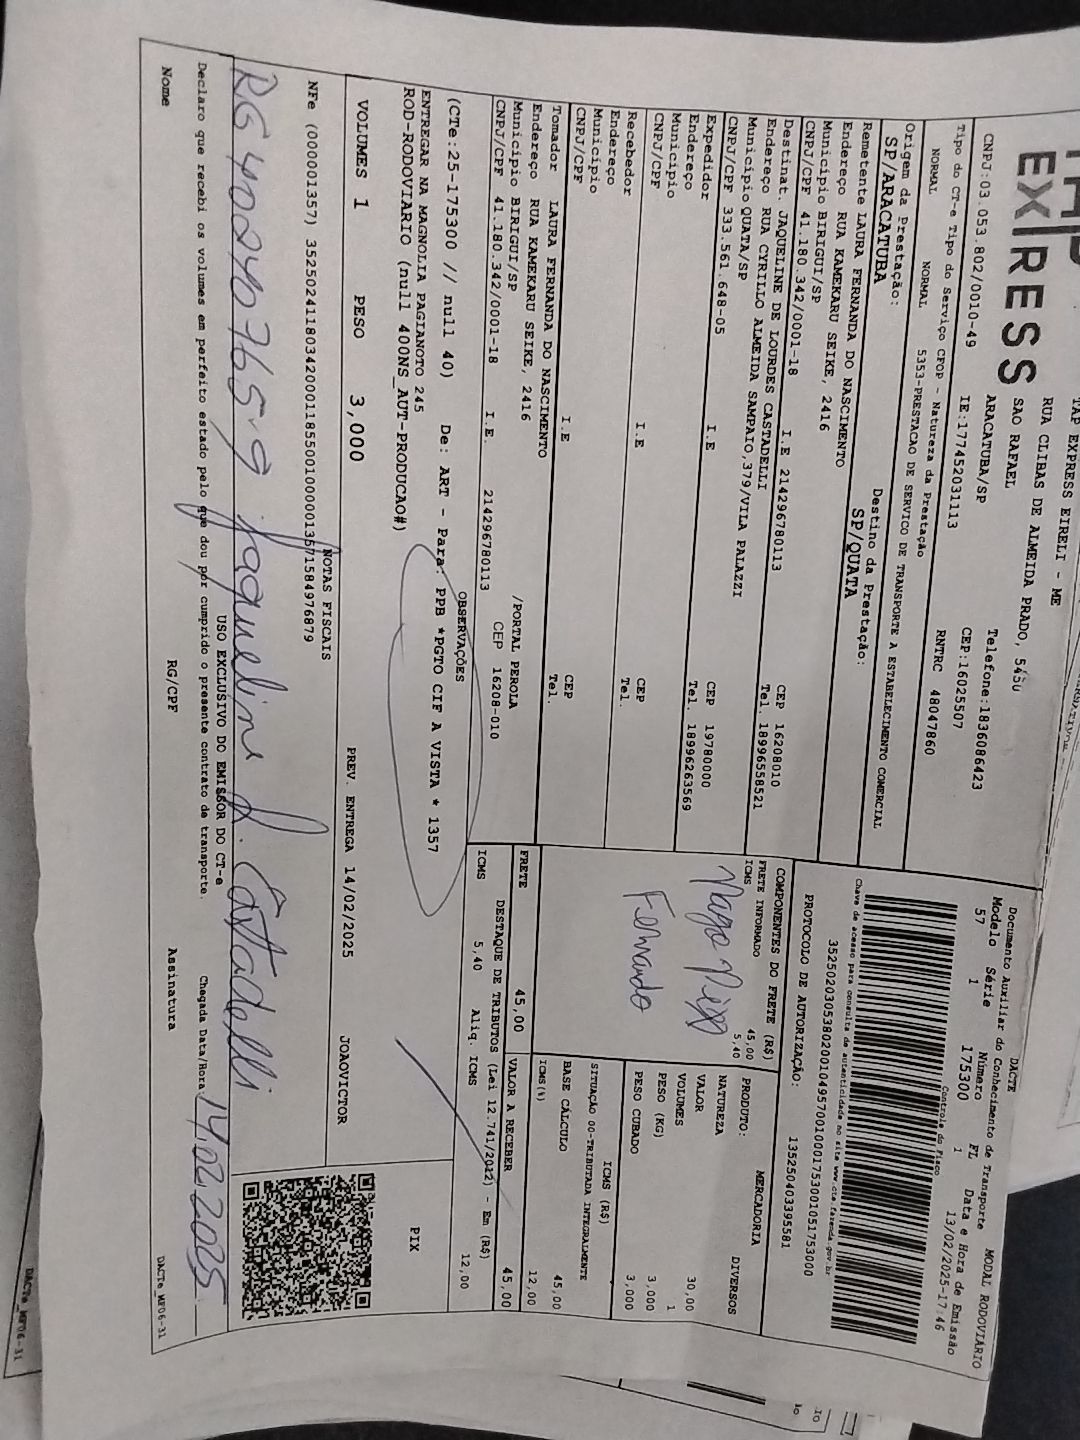 TAP EXPRESS EIRELI - ME
EX|RESS
RUA CLIBAS DE ALMEIDA PRADO, 5450
SAO RAFAEL
CNPJ:03.053.802/0010-49
ARACATUBA/SP
Telefone:1836086423
IE:177452031113
CEP:16025507
RNTRC 48047860
Tipo do CT-e Tipo do Serviço CFOP - Natureza da Prestação
NORMAL NORMAL 5353-PRESTACAO DE SERVICO DE TRANSPORTE A ESTABELECIMENTO COMERCIAL
Origem da Prestação: Destino da Prestação:
SP/ARACATUBA SP/QUATA
DACTE
Documento Auxiliar do Conhecimento de Transporte MODAL RODOVIÁRIO
Modelo Série Número FL Data e Hora de Emissão
57 1 175300 1 13/02/2025-17:46
Controle do Fisco
Chave de acesso para consulta de autenticidade no site www.cte.fazenda.gov.br
35250203053802001049570010001753001051753000
PROTOCOLO DE AUTORIZAÇÃO: 135250403395581
Remetente LAURA FERNANDA DO NASCIMENTO
Endereço RUA KAMEKARU SEIKE, 2416
Município BIRIGUI/SP CEP 16208010
CNPJ/CPF 41.180.342/0001-18 I.E 214296780113 Tel. 18996558521
Destinat. JAQUELINE DE LOURDES CASTADELLI
Endereço RUA CYRILLO ALMEIDA SAMPAIO,379/VILA PALAZZI
Município QUATA/SP CEP 19780000
CNPJ/CPF 333.561.648-05 I.E Tel. 18996263569
Expedidor
Endereço
Município CEP
CNPJ/CPF I.E Tel.
Recebedor
Endereço
Município CEP
CNPJ/CPF I.E Tel.
Tomador LAURA FERNANDA DO NASCIMENTO
Endereço RUA KAMEKARU SEIKE, 2416 /PORTAL PEROLA
Município BIRIGUI/SP CEP 16208-010
CNPJ/CPF 41.180.342/0001-18 I.E. 214296780113
COMPONENTES DO FRETE (R$)
FRETE INFORMADO 45,00
ICMS 5,40
Fernando
FRETE 45,00
VALOR A RECEBER 45,00
PRODUTO: MERCADORIA
NATUREZA DIVERSOS
VALOR 30,00
VOLUMES 1
PESO (KG) 3,000
PESO CUBADO 3,000
ICMS (R$)
SITUAÇÃO 00-TRIBUTADA INTEGRALMENTE
BASE CÁLCULO 45,00
ICMS(%) 12,00
DESTAQUE DE TRIBUTOS (Lei 12.741/2012) - Em (R$)
ICMS 5,40 Aliq. ICMS 12,00
OBSERVAÇÕES
(CTe:25-175300 // null 40) De: ART - Para: PPB *PGTO CIF A VISTA * 1357
ENTREGAR NA MAGNOLIA PAGIANOTO 245
ROD-RODOVIARIO (null 400NS_AUT-PRODUCAO#)
PIX
VOLUMES 1 PESO 3,000 PREV. ENTREGA 14/02/2025 JOAOVICTOR
NOTAS FISCAIS
NFe (000001357) 35250241180342000118550010000013571584976879
USO EXCLUSIVO DO EMISSOR DO CT-e
RG 400240765-9 Jaqueline L. Castadelli
Declaro que recebi os volumes em perfeito estado pelo que dou por cumprido o presente contrato de transporte. Chegada Data/Hora 14/02/2025
Nome RG/CPF Assinatura DACTe_WF06-31
DACTe_WF06-31